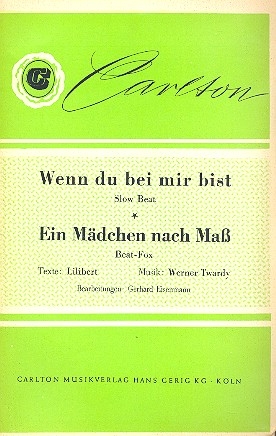 C
Carlton
Wenn du bei mir bist
Slow Beat
*
Ein Mädchen nach Maß
Beat-Fox
Texte: Lilibert Musik: Werner Twardy
Bearbeitungen: Gerhard Eisenmann
CARLTON MUSIKVERLAG HANS GERIG KG · KÖLN